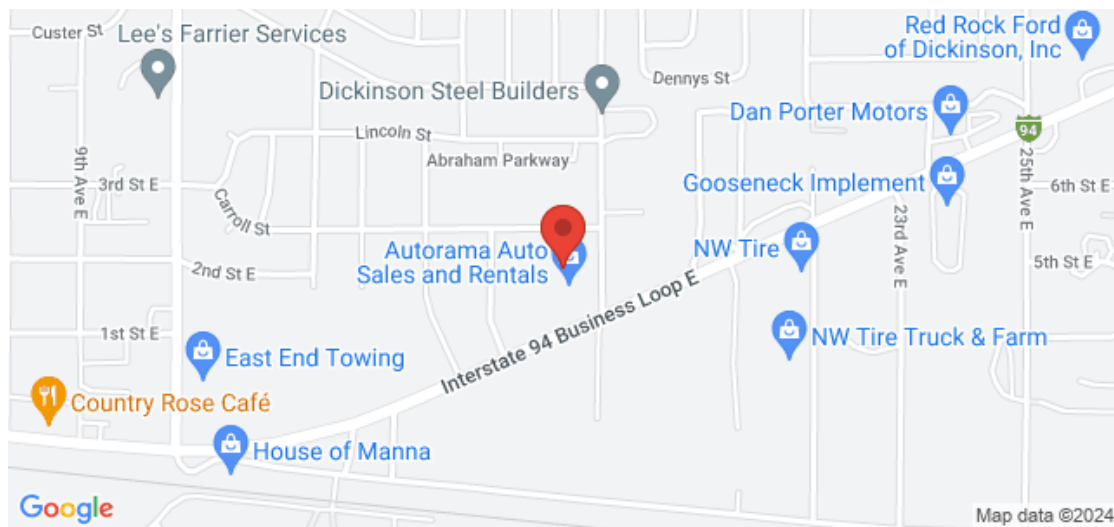 Custer St
Lee's Farrier Services
Red Rock Ford
of Dickinson, Inc
Dennys St
Dickinson Steel Builders
Dan Porter Motors
94
Lincoln St
Abraham Parkway
9th Ave E
25th Ave E
3rd St E
Gooseneck Implement
6th St E
Carroll St
23rd Ave E
Autorama Auto
Sales and Rentals
NW Tire
2nd St E
5th St E
Interstate 94 Business Loop E
1st St E
East End Towing
NW Tire Truck & Farm
Country Rose Café
House of Manna
Google
Map data ©2024